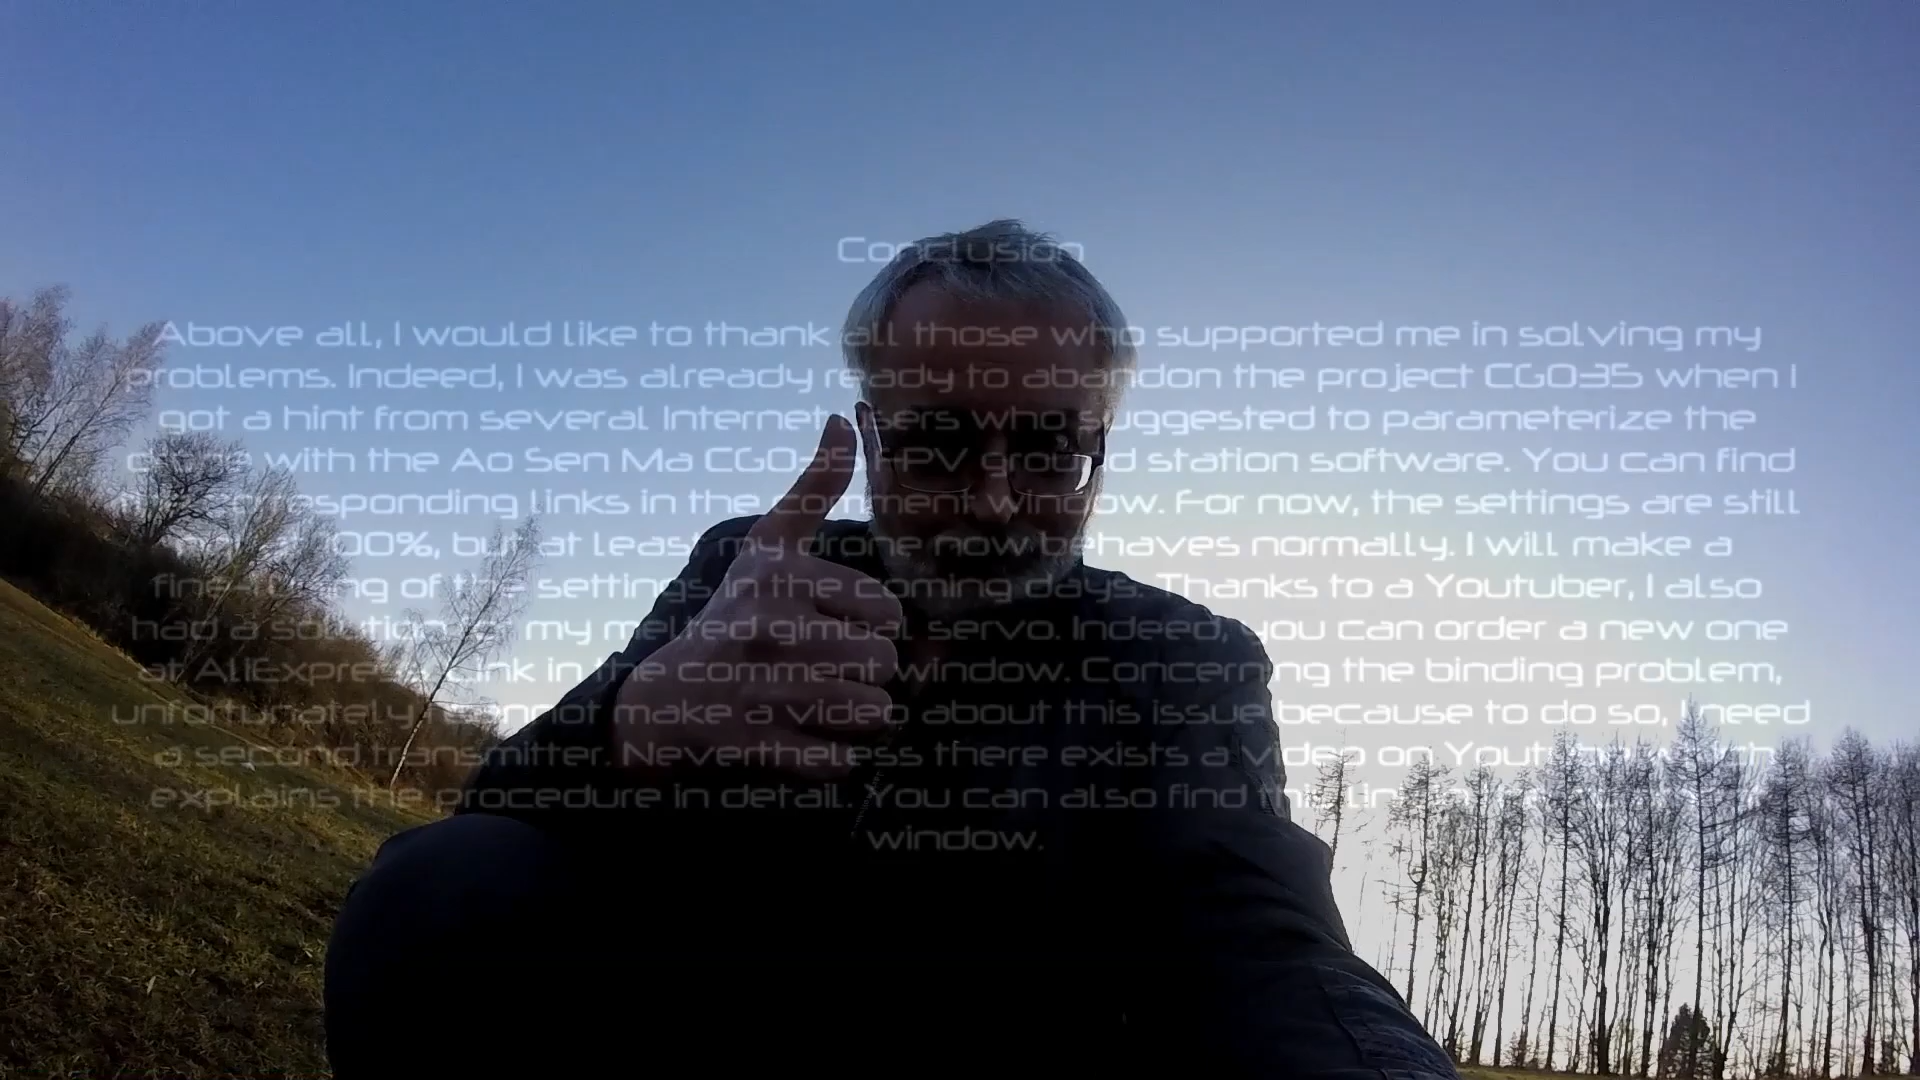 Conclusion
Above all, I would like to thank all those who supported me in solving my
problems. Indeed, I was already ready to abandon the project CG035 when I
got a hint from several Internet users who suggested to parameterize the
drone with the Ao Sen Ma CG035 FPV ground station software. You can find
corresponding links in the comment window. For now, the settings are still
100%, but at least my drone now behaves normally. I will make a
fine-tuning of the settings in the coming days. Thanks to a Youtuber, I also
had a solution for my melted gimbal servo. Indeed, you can order a new one
at AliExpress. Link in the comment window. Concerning the binding problem,
unfortunately I cannot make a video about this issue because to do so, I need
a second transmitter. Nevertheless there exists a video on Youtube which
explains the procedure in detail. You can also find this link
window.